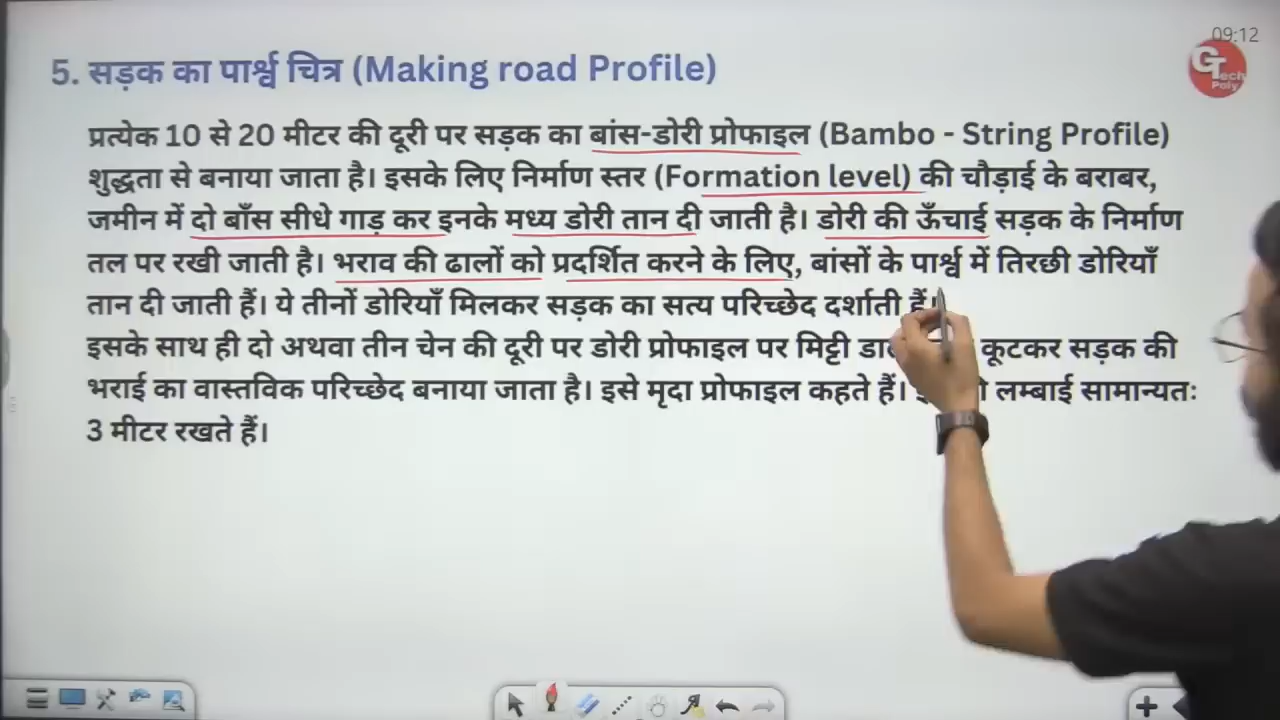 09:12
GTech Poly
5. सड़क का पार्श्व चित्र (Making road Profile)
प्रत्येक 10 से 20 मीटर की दूरी पर सड़क का बांस-डोरी प्रोफाइल (Bambo - String Profile)
शुद्धता से बनाया जाता है। इसके लिए निर्माण स्तर (Formation level) की चौड़ाई के बराबर,
जमीन में दो बाँस सीधे गाड़ कर इनके मध्य डोरी तान दी जाती है। डोरी की ऊँचाई सड़क के निर्माण
तल पर रखी जाती है। भराव की ढालों को प्रदर्शित करने के लिए, बांसों के पार्श्व में तिरछी डोरियाँ
तान दी जाती हैं। ये तीनों डोरियाँ मिलकर सड़क का सत्य परिच्छेद दर्शाती हैं।
इसके साथ ही दो अथवा तीन चेन की दूरी पर डोरी प्रोफाइल पर मिट्टी कूटकर सड़क की
भराई का वास्तविक परिच्छेद बनाया जाता है। इसे मृदा प्रोफाइल कहते हैं। लम्बाई सामान्यतः
3 मीटर रखते हैं।